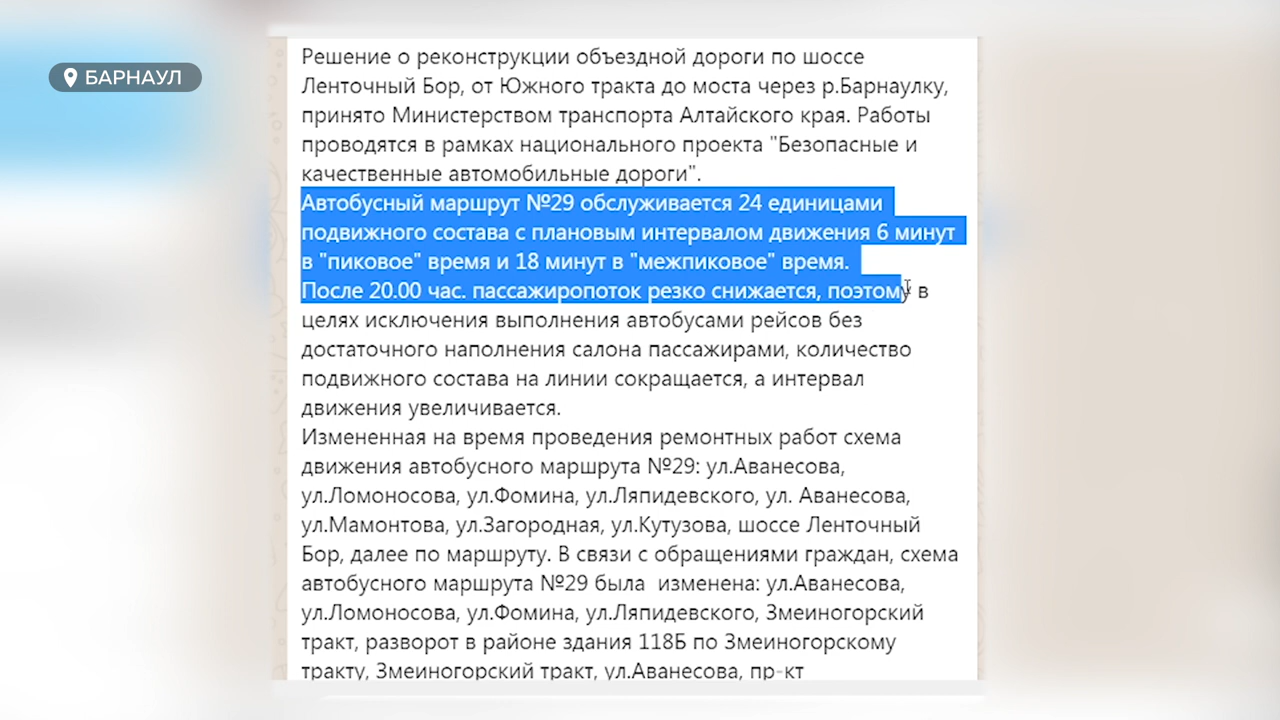 БАРНАУЛ
Решение о реконструкции объездной дороги по шоссе
Ленточный Бор, от Южного тракта до моста через р.Барнаулку,
принято Министерством транспорта Алтайского края. Работы
проводятся в рамках национального проекта "Безопасные и
качественные автомобильные дороги".
Автобусный маршрут №29 обслуживается 24 единицами
подвижного состава с плановым интервалом движения 6 минут
в "пиковое" время и 18 минут в "межпиковое" время.
После 20.00 час. пассажиропоток резко снижается, поэтому в
целях исключения выполнения автобусами рейсов без
достаточного наполнения салона пассажирами, количество
подвижного состава на линии сокращается, а интервал
движения увеличивается.
Измененная на время проведения ремонтных работ схема
движения автобусного маршрута №29: ул.Аванесова,
ул.Ломоносова, ул.Фомина, ул.Ляпидевского, ул. Аванесова,
ул.Мамонтова, ул.Загородная, ул.Кутузова, шоссе Ленточный
Бор, далее по маршруту. В связи с обращениями граждан, схема
автобусного маршрута №29 была  изменена: ул.Аванесова,
ул.Ломоносова, ул.Фомина, ул.Ляпидевского, Змеиногорский
тракт, разворот в районе здания 118Б по Змеиногорскому
тракту, Змеиногорский тракт, ул.Аванесова, пр-кт